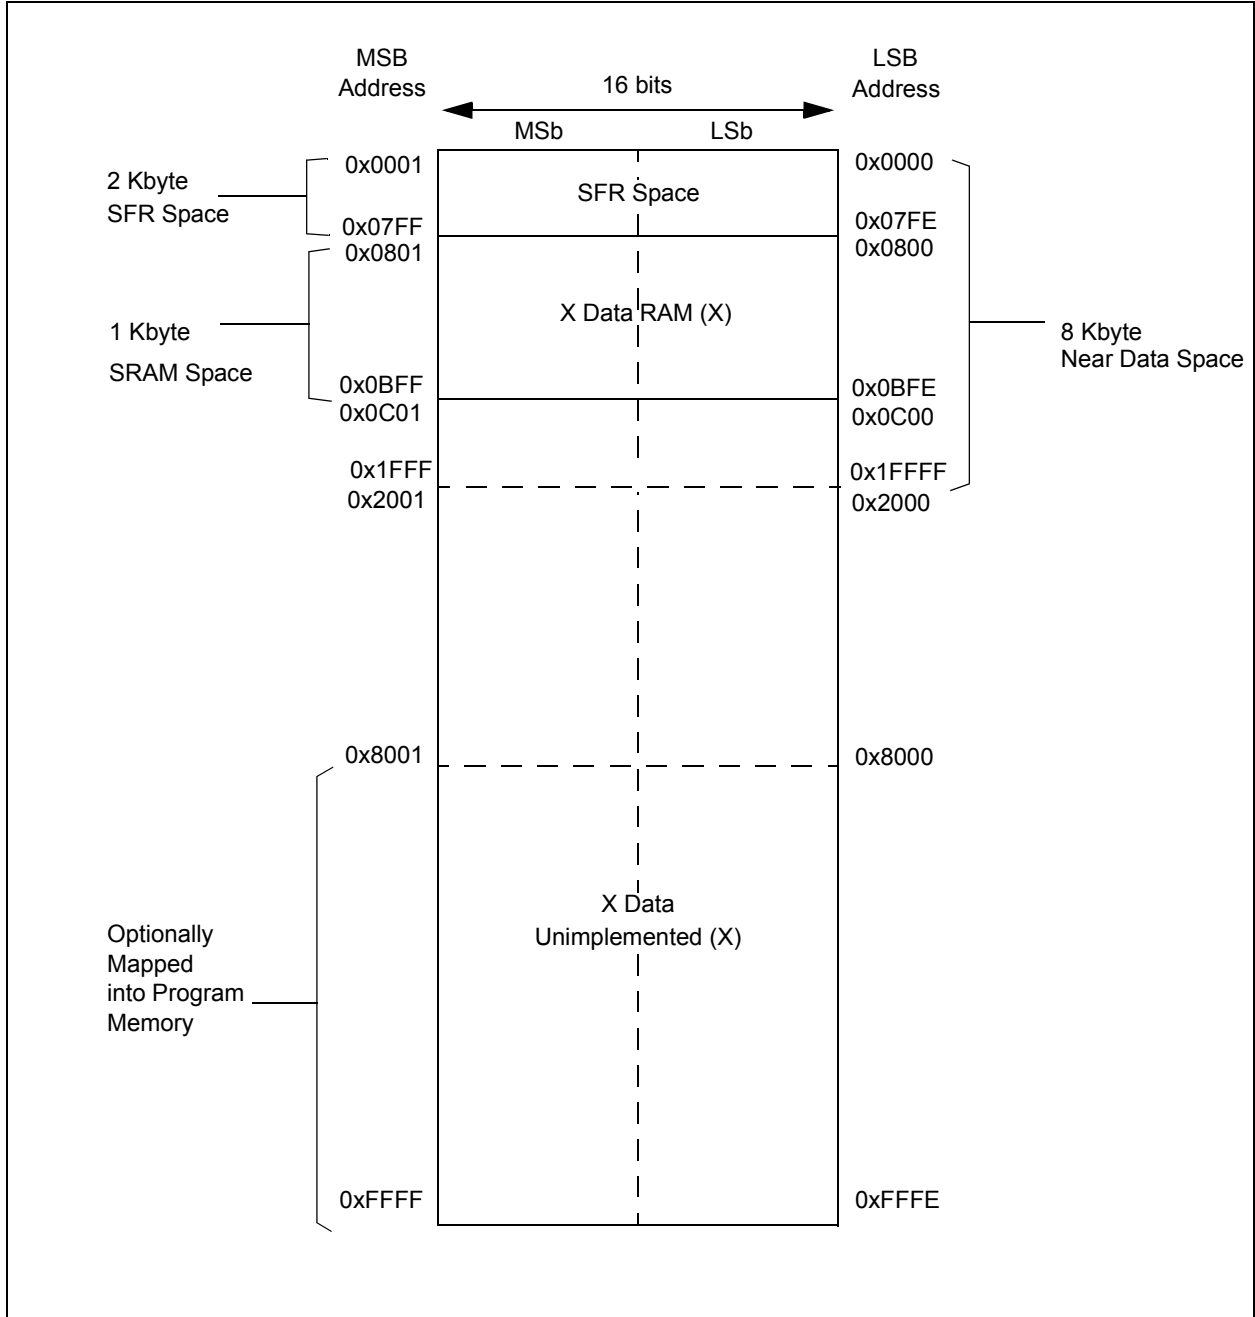 MSB
Address
LSB
Address
16 bits
MSb
LSb
0x0001
0x0000
2 Kbyte
SFR Space
SFR Space
0x07FF
0x07FE
0x0801
0x0800
X Data RAM (X)
1 Kbyte
SRAM Space
8 Kbyte
Near Data Space
0x0BFF
0x0BFE
0x0C01
0x0C00
0x1FFF
0x1FFFF
0x2001
0x2000
0x8001
0x8000
X Data
Unimplemented (X)
Optionally
Mapped
into Program
Memory
0xFFFF
0xFFFE